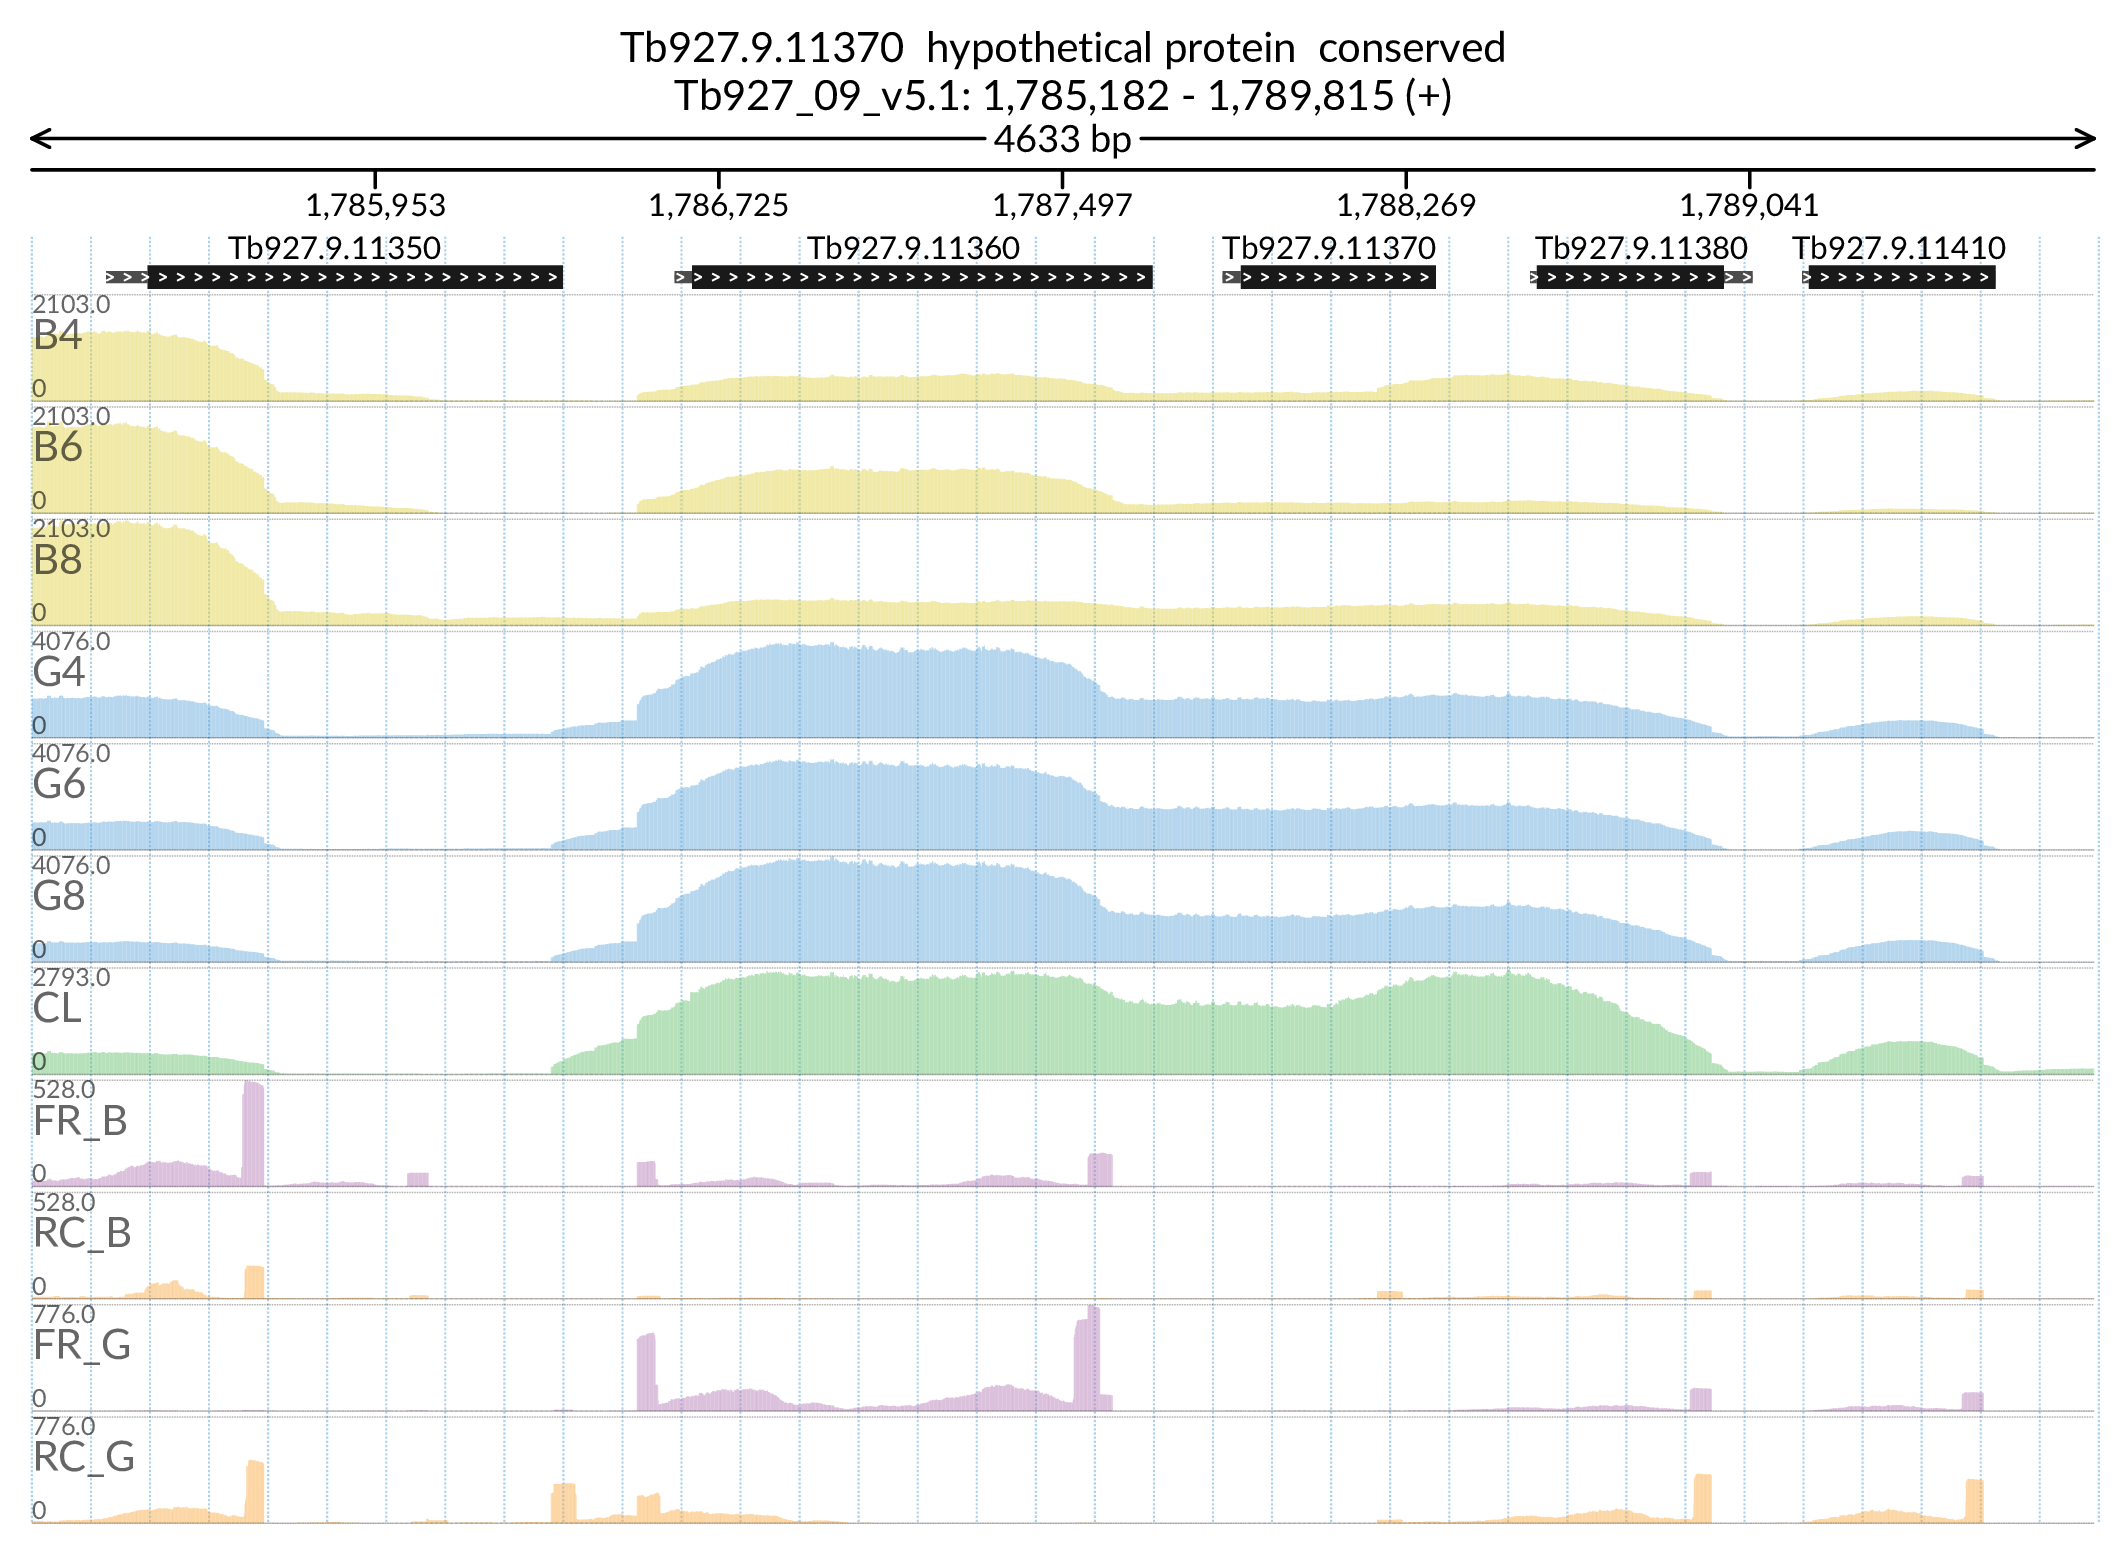 Tb927.9.11370  hypothetical protein  conserved
Tb927_09_v5.1: 1,785,182 - 1,789,815 (+)
4633 bp
1,785,953 1,786,725 1,787,497 1,788,269 1,789,041
Tb927.9.11350 Tb927.9.11360 Tb927.9.11370 Tb927.9.11380 Tb927.9.11410
2103.0
B4
0
2103.0
B6
0
2103.0
B8
0
4076.0
G4
0
4076.0
G6
0
4076.0
G8
0
2793.0
CL
0
528.0
FR_B
0
528.0
RC_B
0
776.0
FR_G
0
776.0
RC_G
0